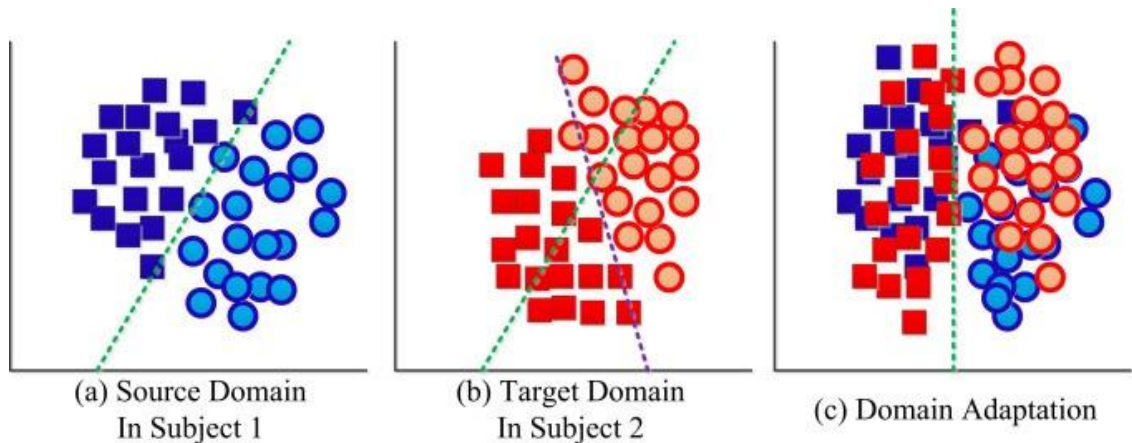 (a) Source Domain
In Subject 1
(b) Target Domain
In Subject 2
(c) Domain Adaptation